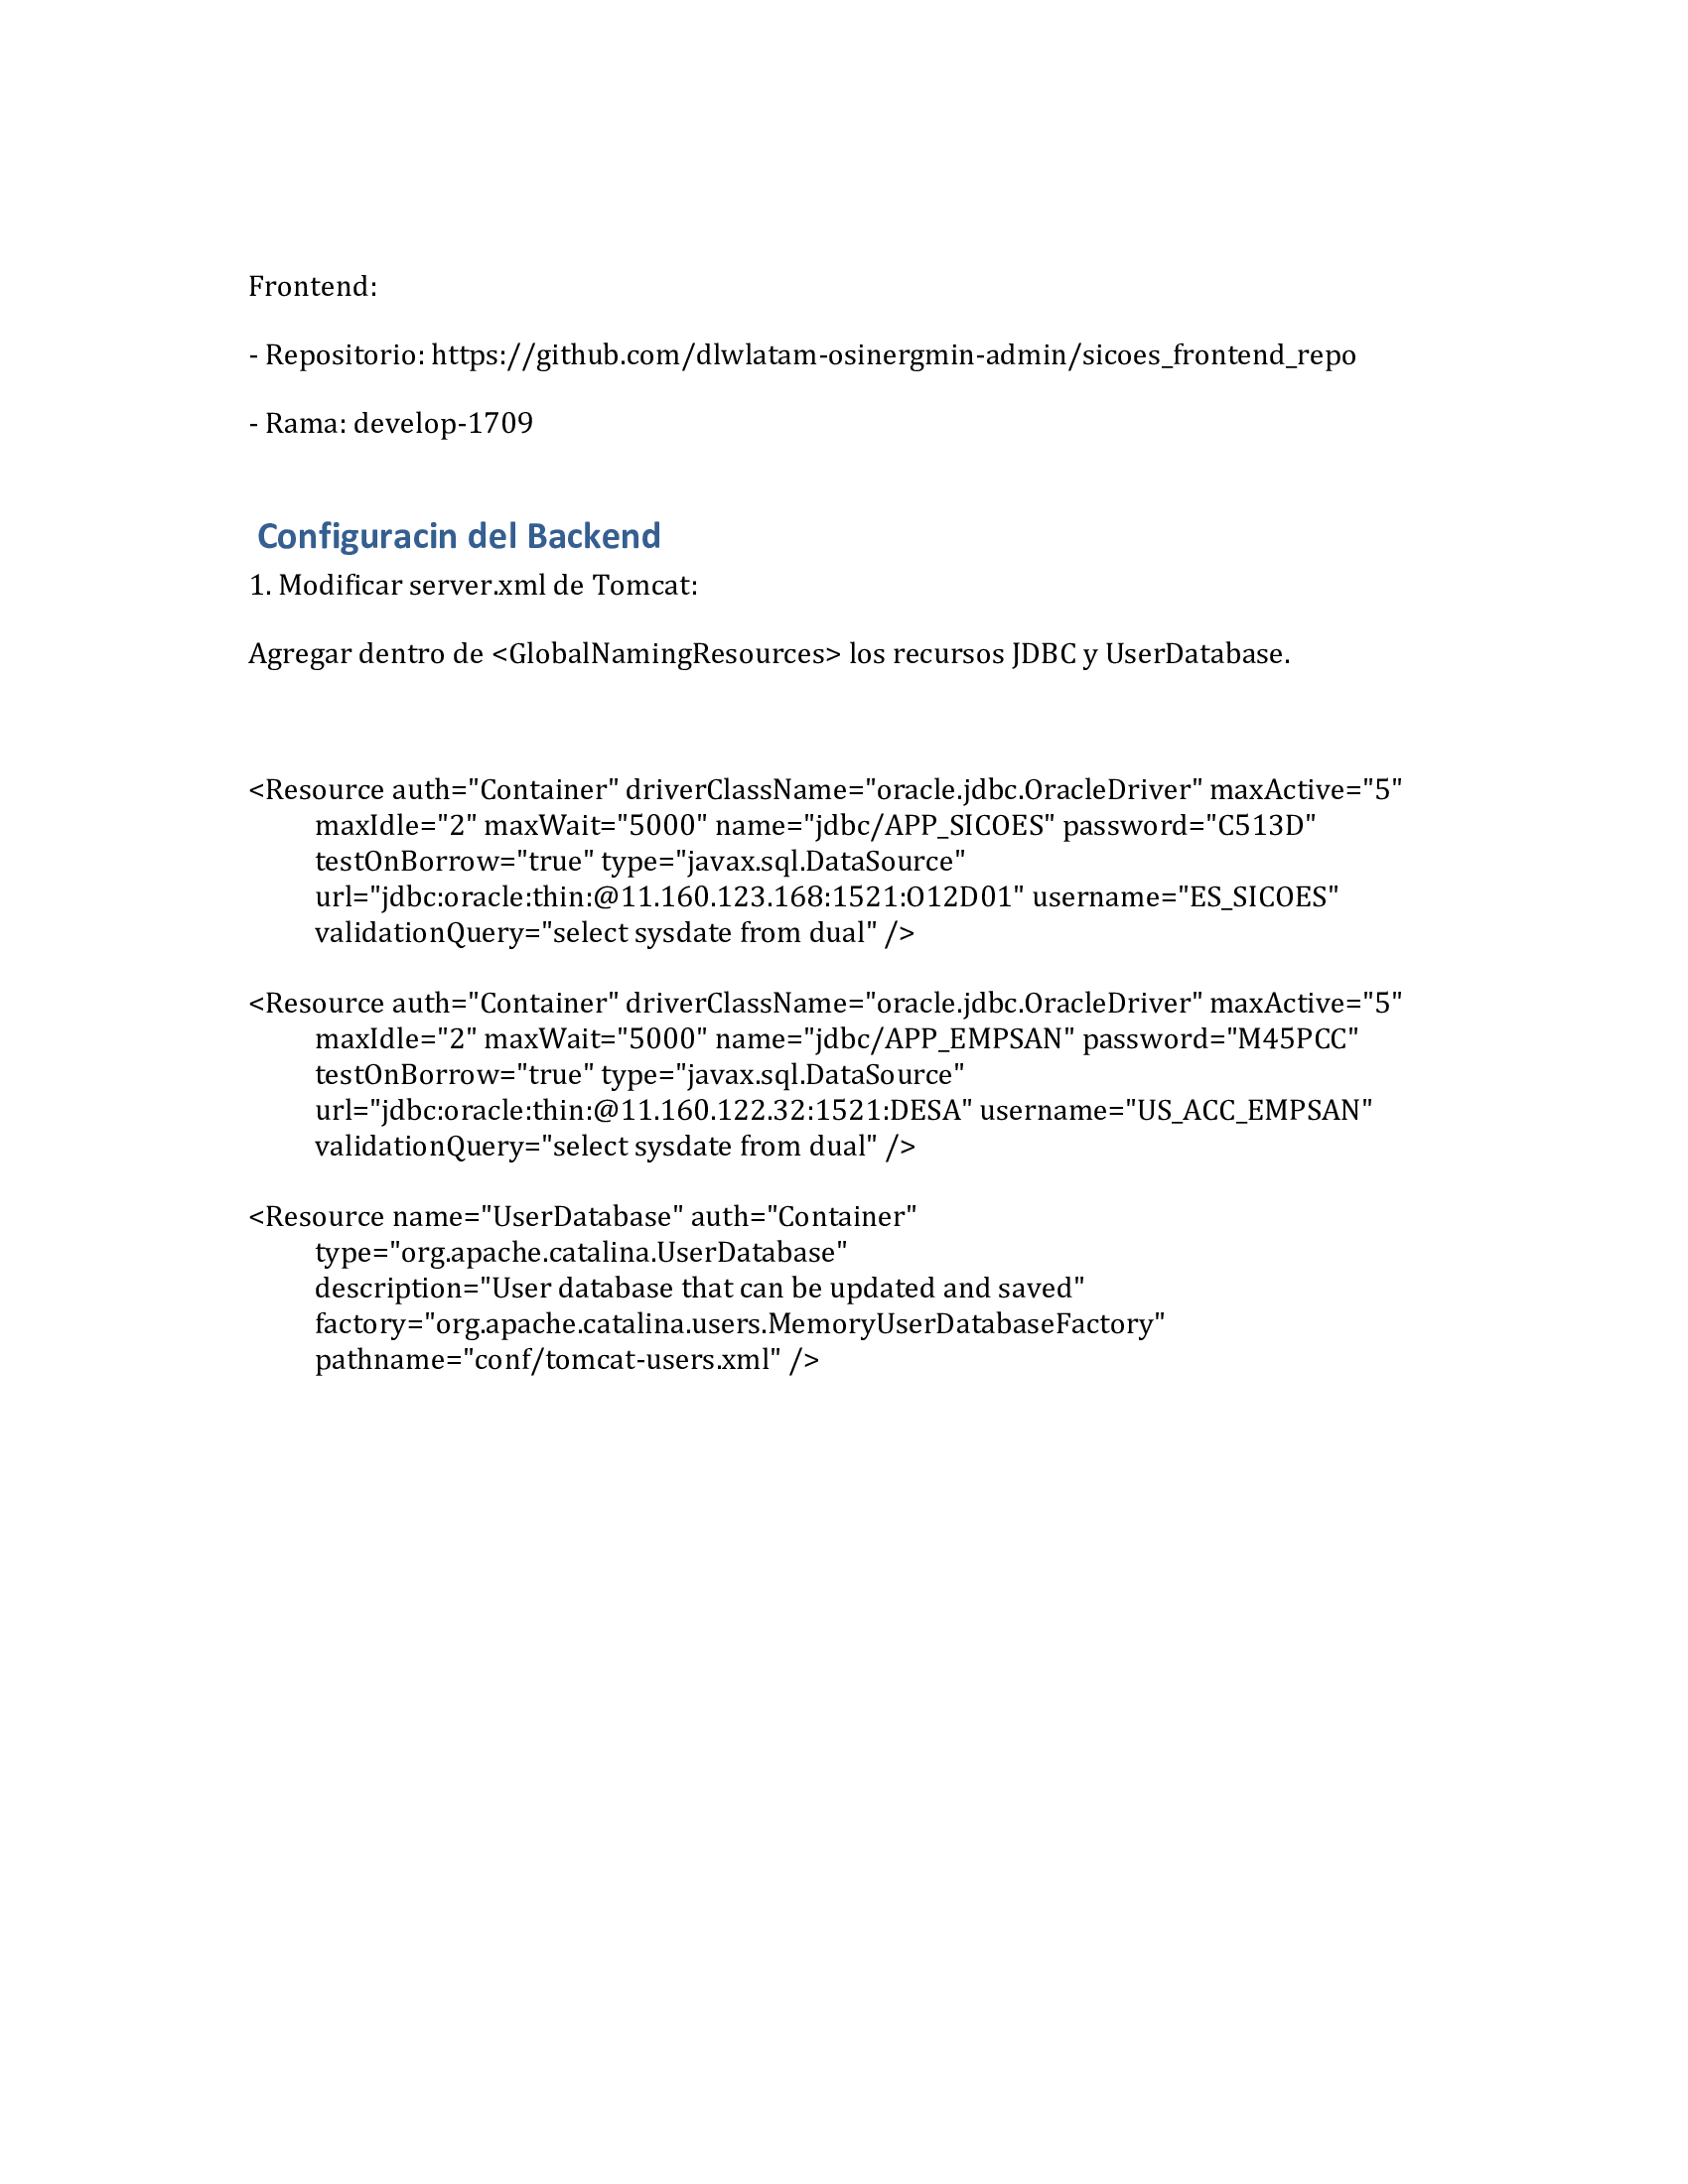 Frontend:
- Repositorio: https://github.com/dlwlatam-osinergmin-admin/sicoes_frontend_repo
- Rama: develop-1709
Configuracin del Backend
1. Modificar server.xml de Tomcat:
Agregar dentro de <GlobalNamingResources> los recursos JDBC y UserDatabase.
<Resource auth="Container" driverClassName="oracle.jdbc.OracleDriver" maxActive="5"
maxIdle="2" maxWait="5000" name="jdbc/APP_SICOES" password="C513D"
testOnBorrow="true" type="javax.sql.DataSource"
url="jdbc:oracle:thin:@11.160.123.168:1521:O12D01" username="ES_SICOES"
validationQuery="select sysdate from dual" />
<Resource auth="Container" driverClassName="oracle.jdbc.OracleDriver" maxActive="5"
maxIdle="2" maxWait="5000" name="jdbc/APP_EMPSAN" password="M45PCC"
testOnBorrow="true" type="javax.sql.DataSource"
url="jdbc:oracle:thin:@11.160.122.32:1521:DESA" username="US_ACC_EMPSAN"
validationQuery="select sysdate from dual" />
<Resource name="UserDatabase" auth="Container"
type="org.apache.catalina.UserDatabase"
description="User database that can be updated and saved"
factory="org.apache.catalina.users.MemoryUserDatabaseFactory"
pathname="conf/tomcat-users.xml" />